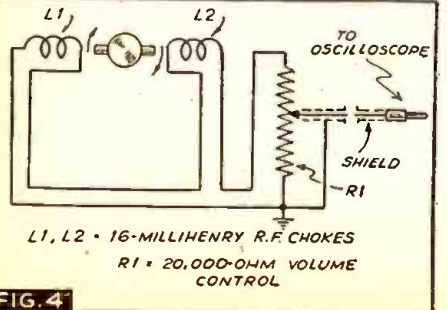 L1
L2
TO
OSCILLOSCOPE
SHIELD
R1
L1, L2 = 16-MILLIHENRY R.F. CHOKES
R1 = 20,000-OHM VOLUME
CONTROL
FIG. 4